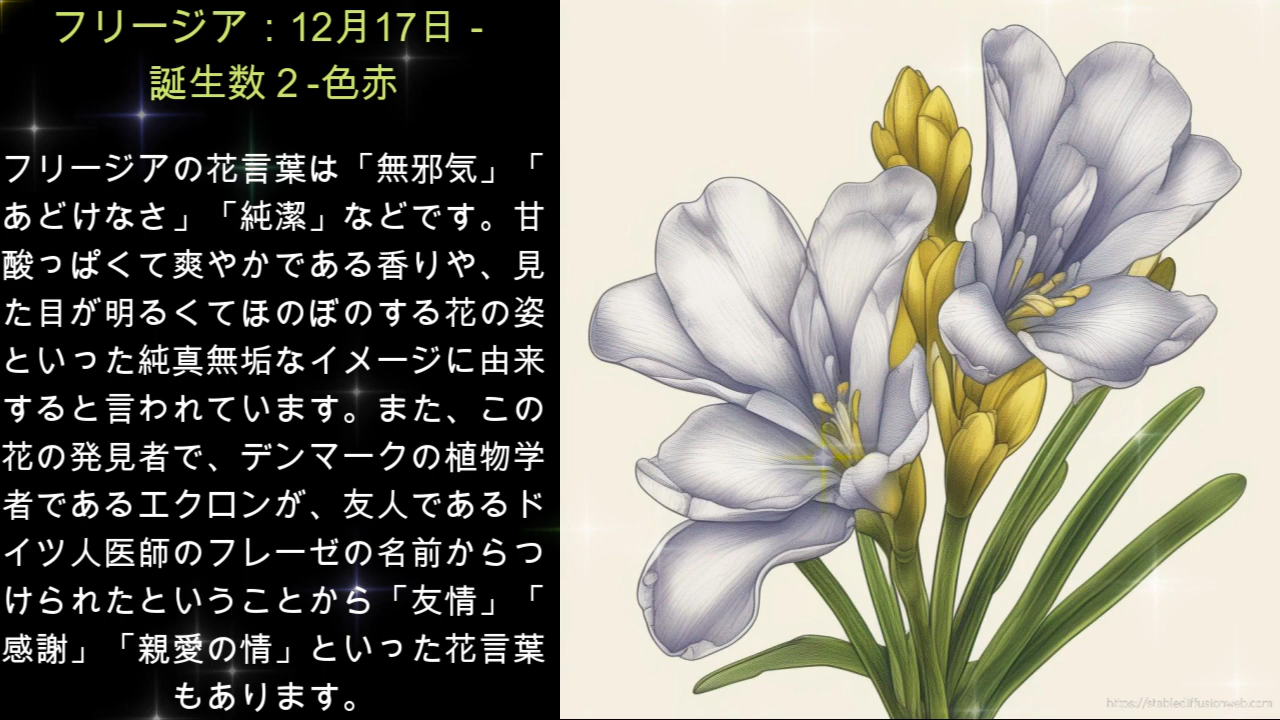 フリージア：12月17日 -
誕生数２-色赤
フリージアの花言葉は「無邪気」「
あどけなさ」「純潔」などです。甘
酸っぱくて爽やかである香りや、見
た目が明るくてほのぼのする花の姿
といった純真無垢なイメージに由来
すると言われています。また、この
花の発見者で、デンマークの植物学
者であるエクロンが、友人であるド
イツ人医師のフレーゼの名前からつ
けられたということから「友情」「
感謝」「親愛の情」といった花言葉
もあります。
https://stablediffusionweb.com